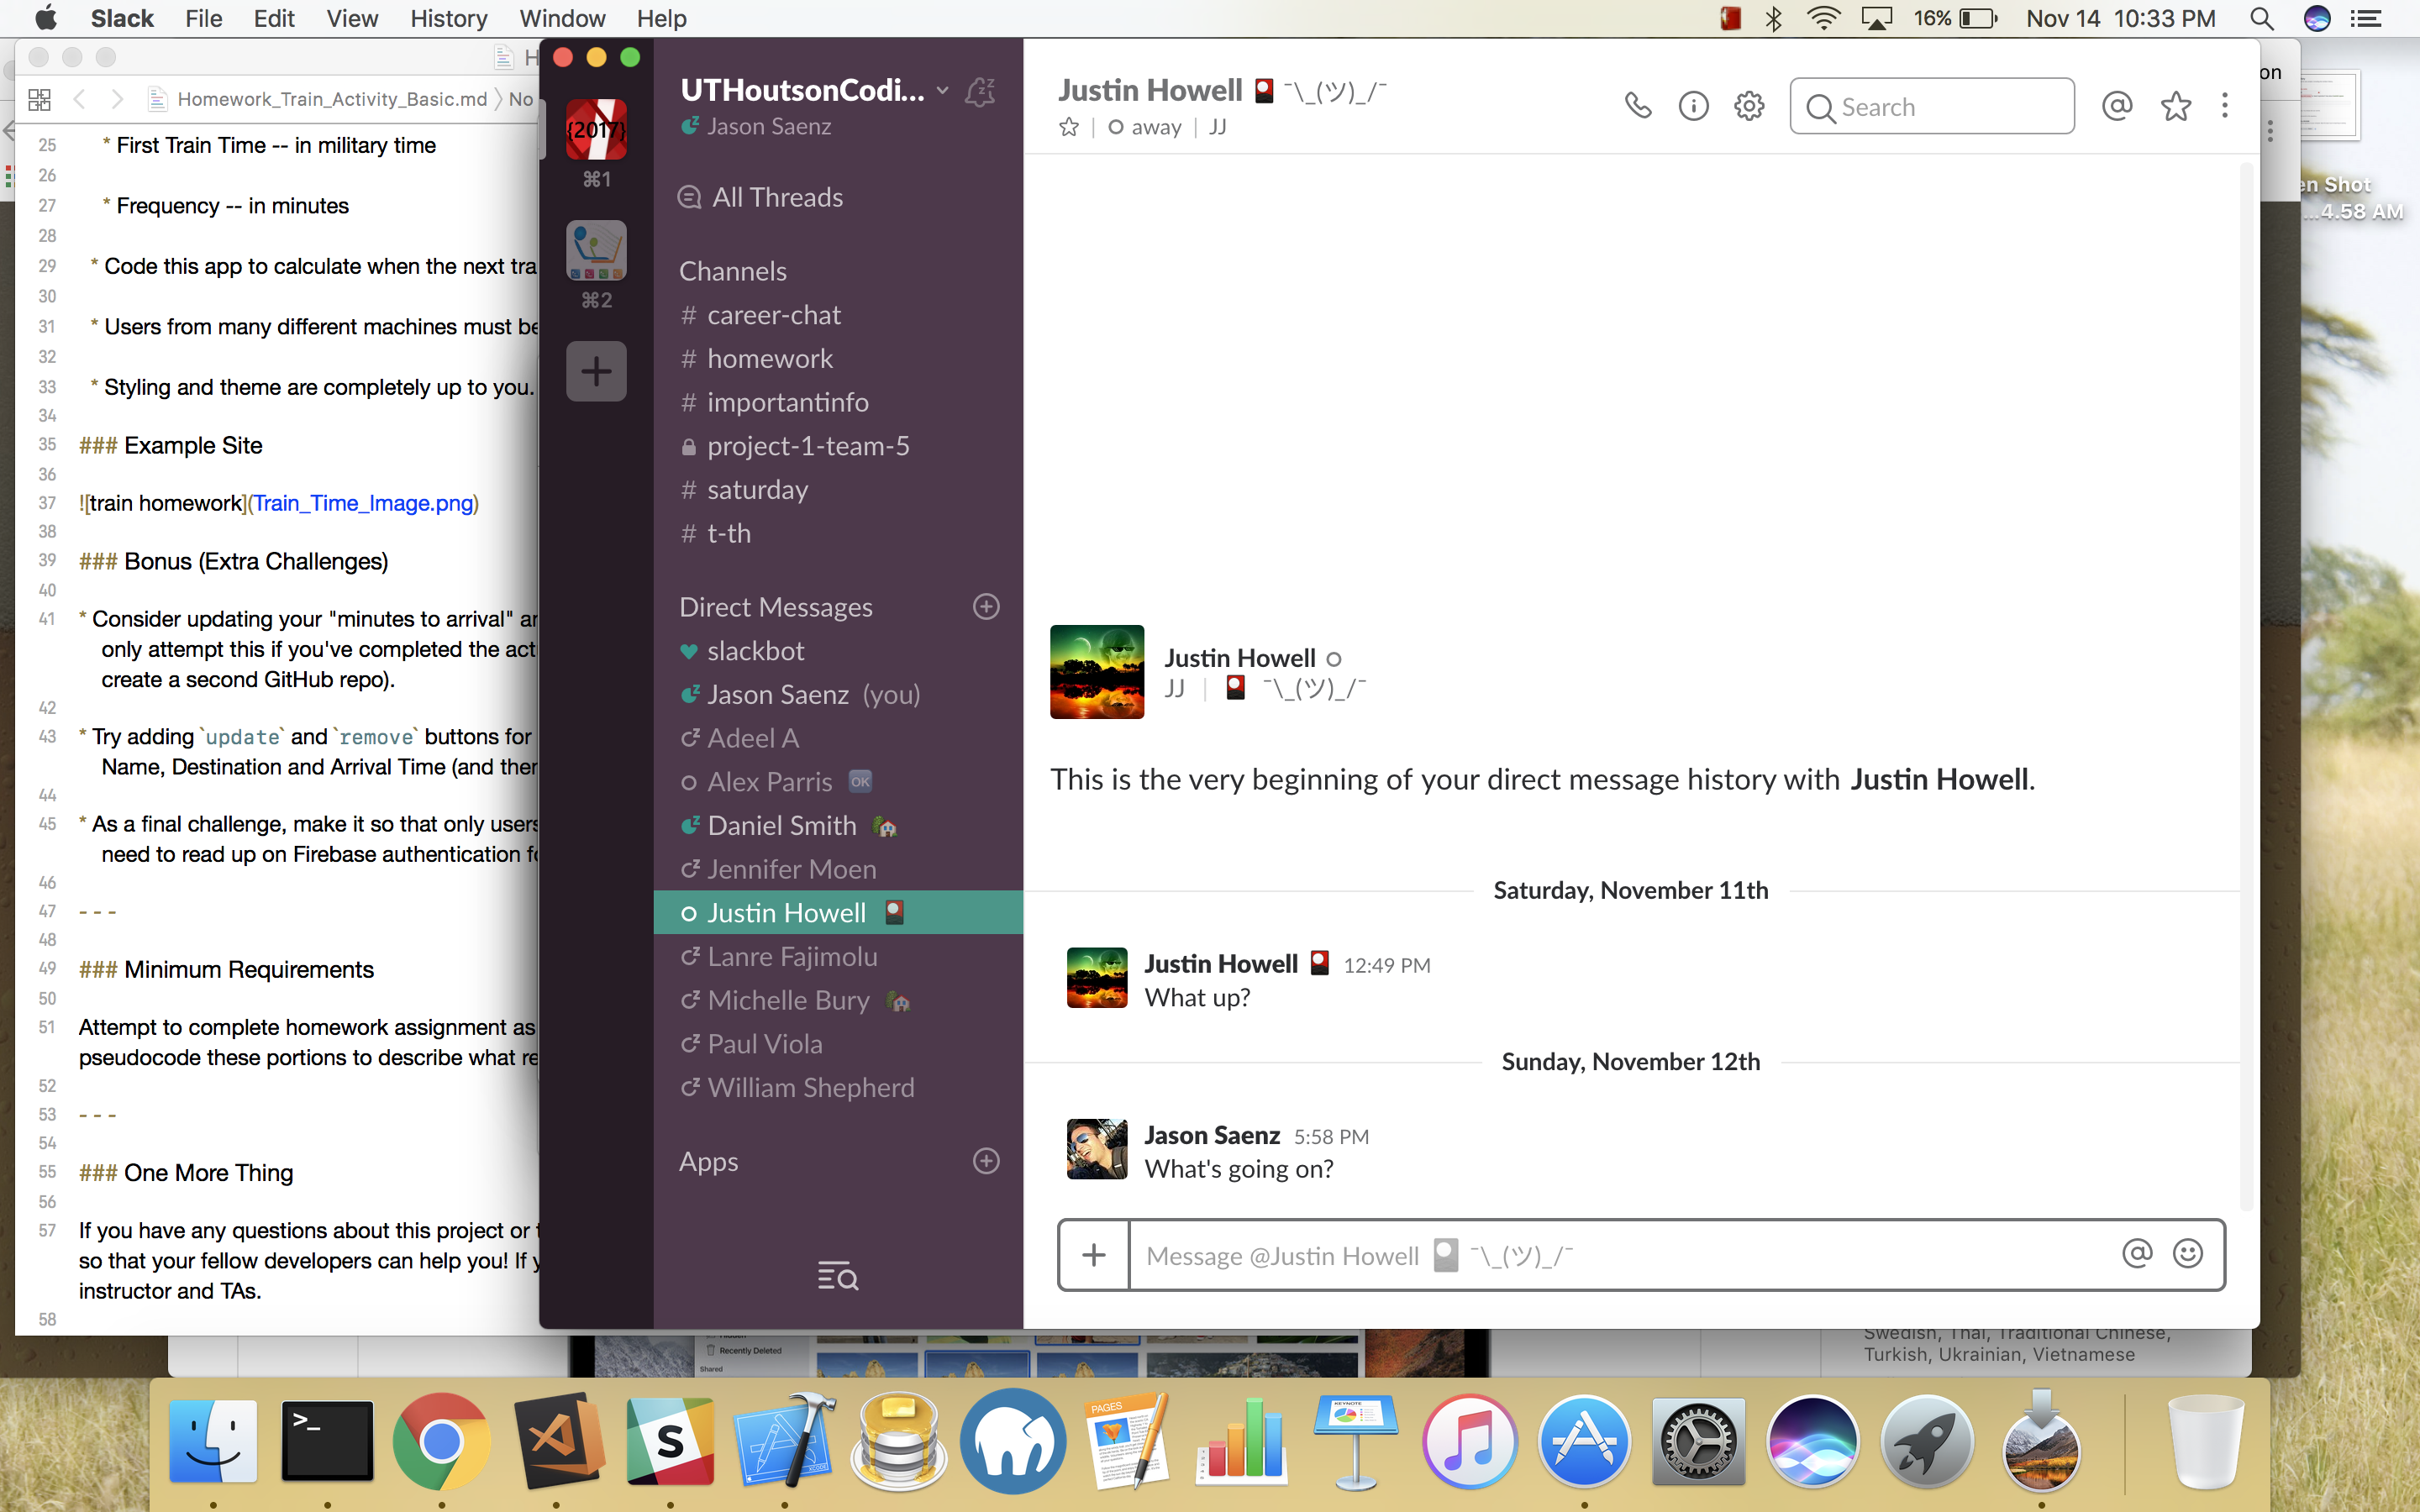 Slack File Edit View History Window Help
16% Nov 14 10:33 PM
Homework_Train_Activity_Basic.md No
25 * First Train Time -- in military time
26
27 * Frequency -- in minutes
28
29 * Code this app to calculate when the next tra
30
31 * Users from many different machines must be
32
33 * Styling and theme are completely up to you.
34
35 ### Example Site
36
37 ![train homework](Train_Time_Image.png)
38
39 ### Bonus (Extra Challenges)
40
41 * Consider updating your "minutes to arrival" ar
only attempt this if you've completed the act
create a second GitHub repo).
42
43 * Try adding `update` and `remove` buttons for
Name, Destination and Arrival Time (and then
44
45 * As a final challenge, make it so that only users
need to read up on Firebase authentication fo
46
47 ---
48
49 ### Minimum Requirements
50
51 Attempt to complete homework assignment as
pseudocode these portions to describe what re
52
53 ---
54
55 ### One More Thing
56
57 If you have any questions about this project or t
so that your fellow developers can help you! If y
instructor and TAs.
58
{2017}
⌘1
⌘2
UTHoutsonCodi...
Jason Saenz
All Threads
Channels
# career-chat
# homework
# importantinfo
project-1-team-5
# saturday
# t-th
Direct Messages
slackbot
Jason Saenz (you)
Adeel A
Alex Parris OK
Daniel Smith
Jennifer Moen
Justin Howell
Lanre Fajimolu
Michelle Bury
Paul Viola
William Shepherd
Apps
Justin Howell ¯\_(ツ)_/¯
away | JJ
Search
Justin Howell
JJ | ¯\_(ツ)_/¯
This is the very beginning of your direct message history with Justin Howell.
Saturday, November 11th
Justin Howell 12:49 PM
What up?
Sunday, November 12th
Jason Saenz 5:58 PM
What's going on?
Message @Justin Howell ¯\_(ツ)_/¯
on
en Shot
...4.58 AM
Recently Deleted
Shared
Swedish, Thai, Traditional Chinese,
Turkish, Ukrainian, Vietnamese
>_
S
PAGES
KEYNOTE